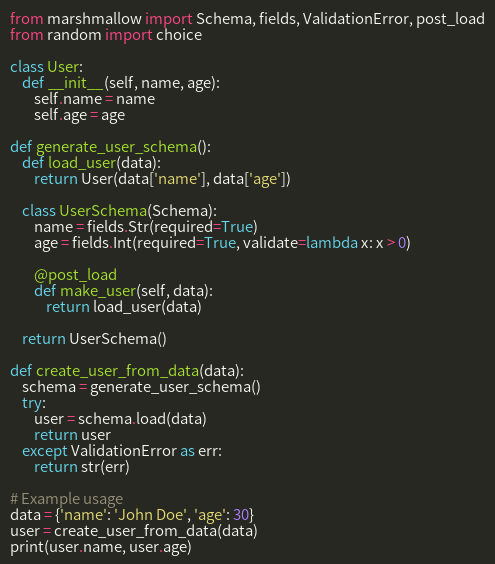 from marshmallow import Schema, fields, ValidationError, post_load
from random import choice

class User:
    def __init__(self, name, age):
        self.name = name
        self.age = age

def generate_user_schema():
    def load_user(data):
        return User(data['name'], data['age'])

    class UserSchema(Schema):
        name = fields.Str(required=True)
        age = fields.Int(required=True, validate=lambda x: x > 0)

        @post_load
        def make_user(self, data):
            return load_user(data)

    return UserSchema()

def create_user_from_data(data):
    schema = generate_user_schema()
    try:
        user = schema.load(data)
        return user
    except ValidationError as err:
        return str(err)

# Example usage
data = {'name': 'John Doe', 'age': 30}
user = create_user_from_data(data)
print(user.name, user.age)